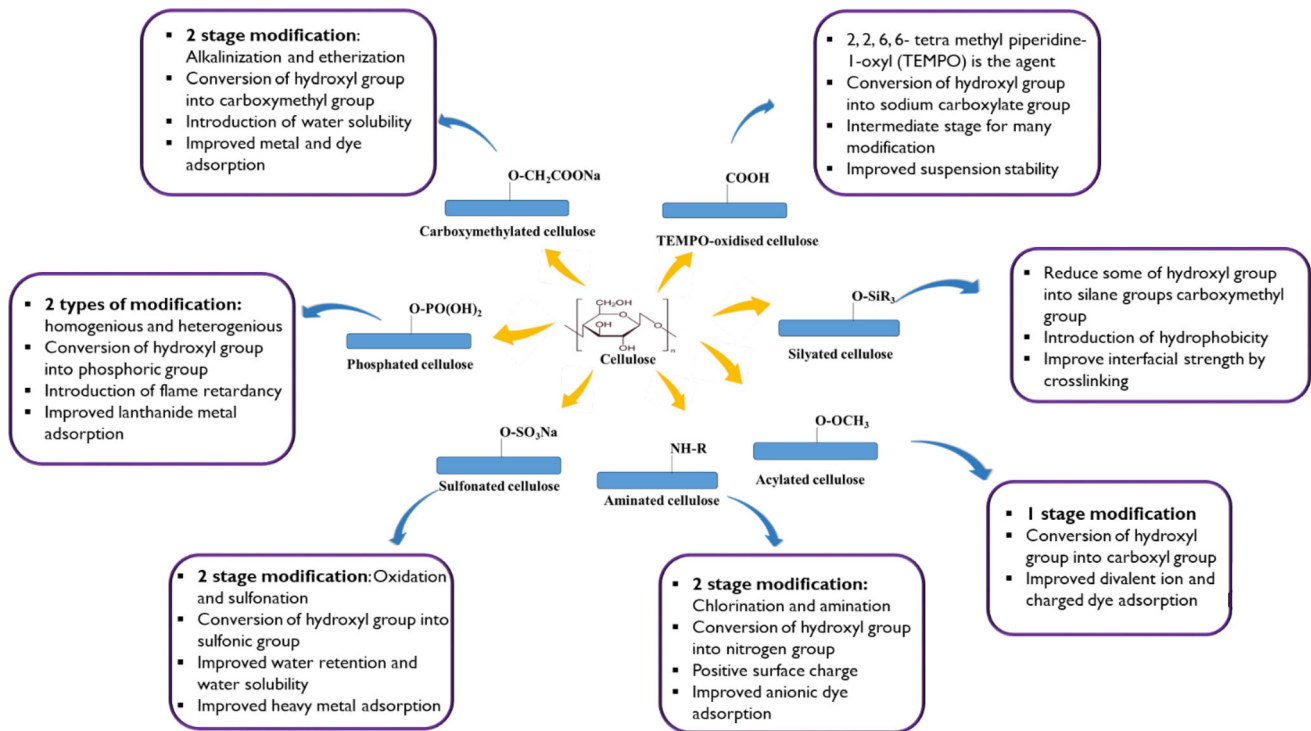 ▪ 2 stage modification:
Alkalinization and etherization
▪ Conversion of hydroxyl group
into carboxymethyl group
▪ Introduction of water solubility
▪ Improved metal and dye
adsorption
▪ 2, 2, 6, 6- tetra methyl piperidine-
1-oxyl (TEMPO) is the agent
▪ Conversion of hydroxyl group
into sodium carboxylate group
▪ Intermediate stage for many
modification
▪ Improved suspension stability
O-CH₂COONa
Carboxymethylated cellulose
COOH
TEMPO-oxidised cellulose
▪ 2 types of modification:
homogenious and heterogenious
▪ Conversion of hydroxyl group
into phosphoric group
▪ Introduction of flame retardancy
▪ Improved lanthanide metal
adsorption
O-PO(OH)₂
Phosphated cellulose
CH₂OH
O
OH
OH
O
n
Cellulose
O-SiR₃
Silyated cellulose
▪ Reduce some of hydroxyl group
into silane groups carboxymethyl
group
▪ Introduction of hydrophobicity
▪ Improve interfacial strength by
crosslinking
O-SO₃Na
Sulfonated cellulose
NH-R
Aminated cellulose
O-OCH₃
Acylated cellulose
▪ 1 stage modification
▪ Conversion of hydroxyl
group into carboxyl group
▪ Improved divalent ion and
charged dye adsorption
▪ 2 stage modification: Oxidation
and sulfonation
▪ Conversion of hydroxyl group into
sulfonic group
▪ Improved water retention and
water solubility
▪ Improved heavy metal adsorption
▪ 2 stage modification:
Chlorination and amination
▪ Conversion of hydroxyl group
into nitrogen group
▪ Positive surface charge
▪ Improved anionic dye
adsorption